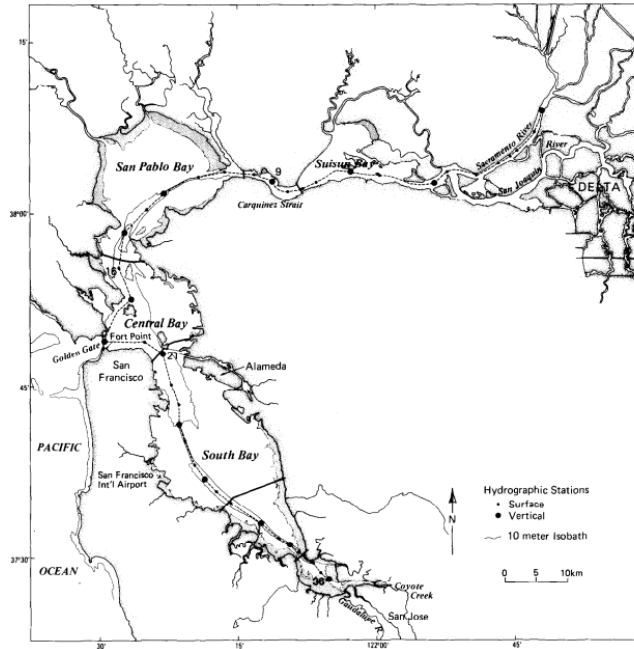 15'
San Pablo Bay
9
Suisun Bay
Sacramento River
River
San Joaquin
DELTA
Carquinez Strait
38°00'
16
Central Bay
Fort Point
Golden Gate
21
San
Francisco
Alameda
45'
PACIFIC
South Bay
San Francisco
Int'l Airport
Hydrographic Stations
Surface
Vertical
10 meter Isobath
N
0 5 10km
37°30'
OCEAN
36
Coyote
Creek
Guadalupe R.
San Jose
30'
15'
122°00'
45'